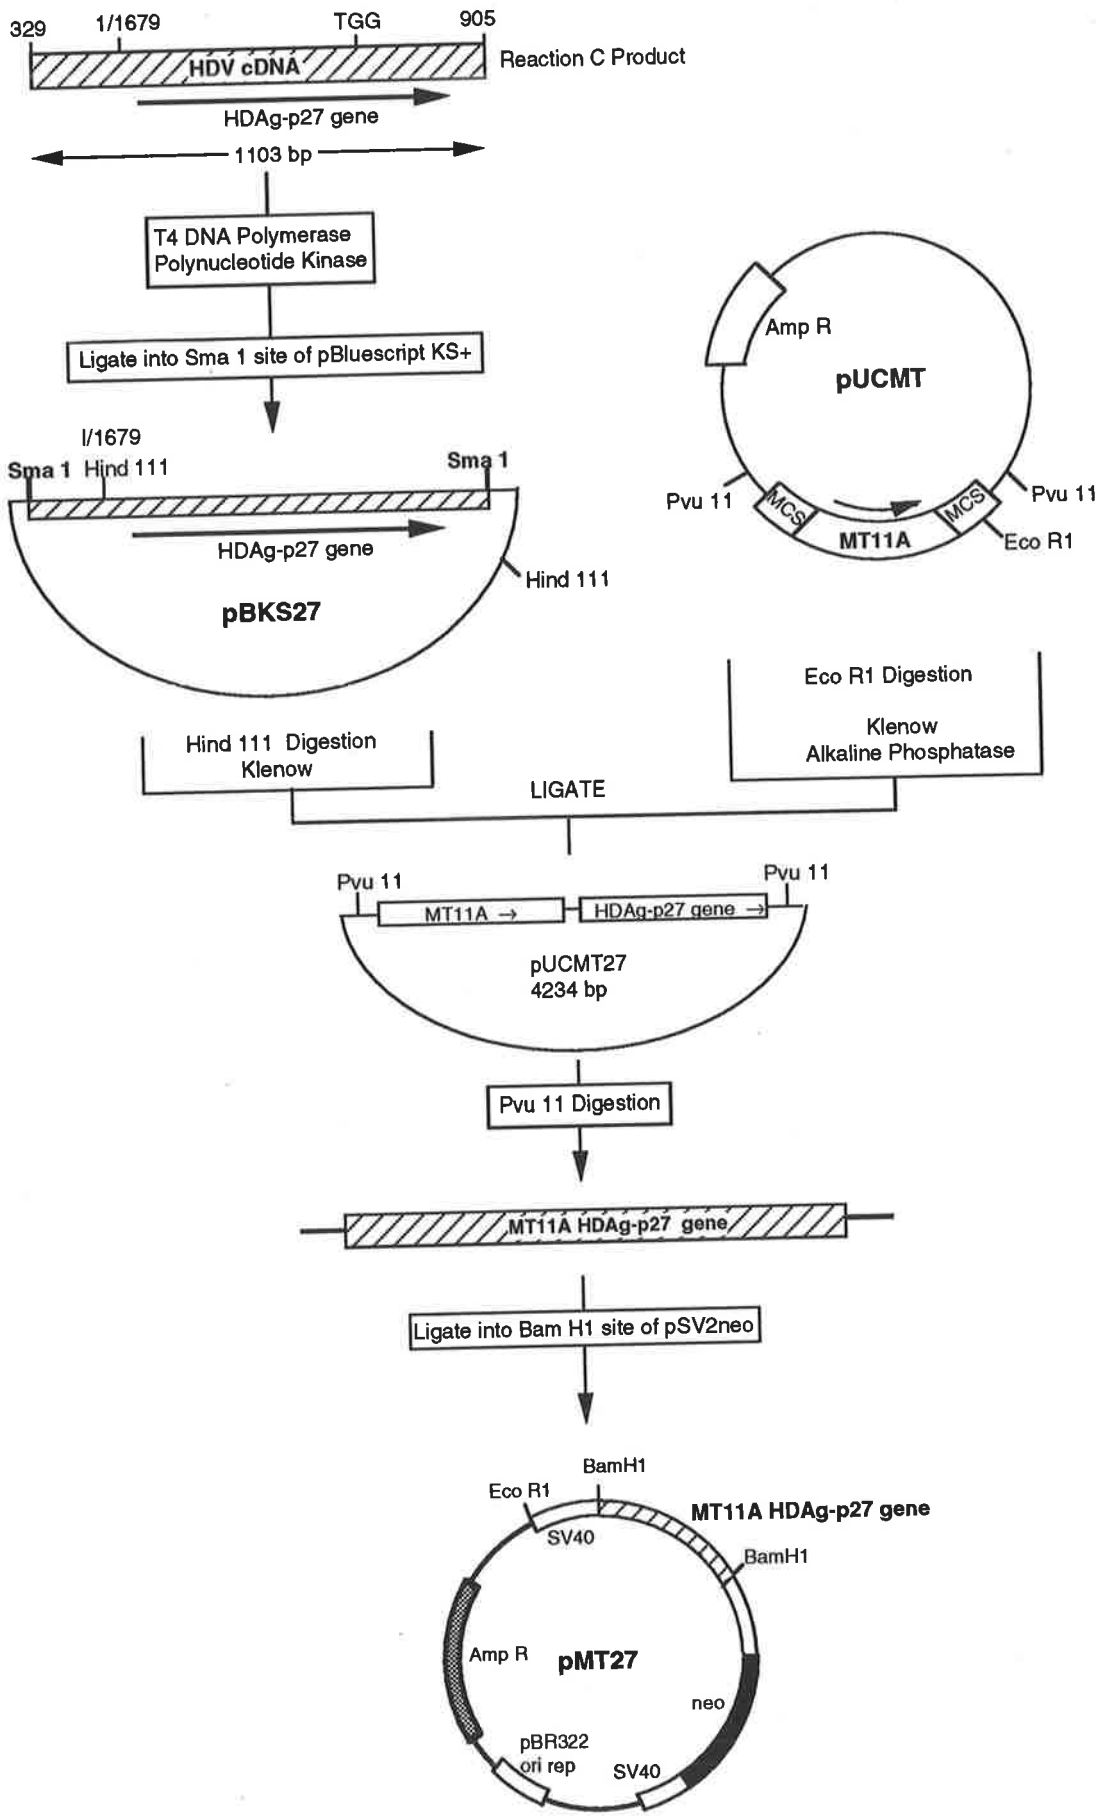 329
1/1679
TGG
905
HDV cDNA
Reaction C Product
HDAg-p27 gene
1103 bp
T4 DNA Polymerase
Polynucleotide Kinase
Ligate into Sma 1 site of pBluescript KS+
Amp R
pUCMT
Pvu 11
MCS
MT11A
MCS
Pvu 11
Eco R1
I/1679
Sma 1
Hind 111
Sma 1
HDAg-p27 gene
Hind 111
pBKS27
Hind 111 Digestion
Klenow
Eco R1 Digestion
Klenow
Alkaline Phosphatase
LIGATE
Pvu 11
Pvu 11
MT11A →
HDAg-p27 gene →
pUCMT27
4234 bp
Pvu 11 Digestion
MT11A HDAg-p27 gene
Ligate into Bam H1 site of pSV2neo
BamH1
Eco R1
SV40
MT11A HDAg-p27 gene
BamH1
Amp R
pMT27
neo
pBR322
ori rep
SV40